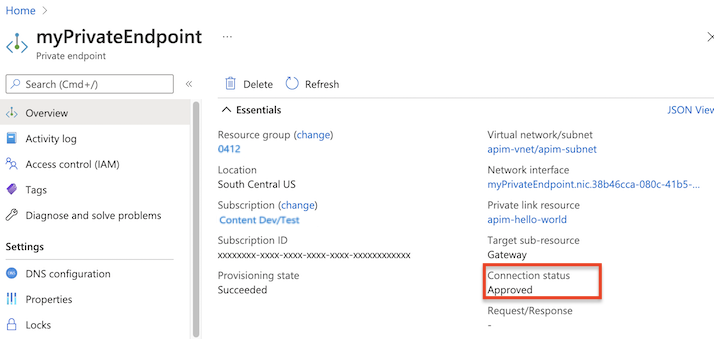 Home
myPrivateEndpoint
...
Private endpoint
Search (Cmd+/)
«
Delete
Refresh
Overview
Activity log
Access control (IAM)
Tags
Diagnose and solve problems
Settings
DNS configuration
Properties
Locks
Essentials
JSON View
Resource group (change)
0412
Location
South Central US
Subscription (change)
Content Dev/Test
Subscription ID
xxxxxxxx-xxxx-xxxx-xxxx-xxxxxxxxxxxx
Provisioning state
Succeeded
Virtual network/subnet
apim-vnet/apim-subnet
Network interface
myPrivateEndpoint.nic.38b46cca-080c-41b5-...
Private link resource
apim-hello-world
Target sub-resource
Gateway
Connection status
Approved
Request/Response
-